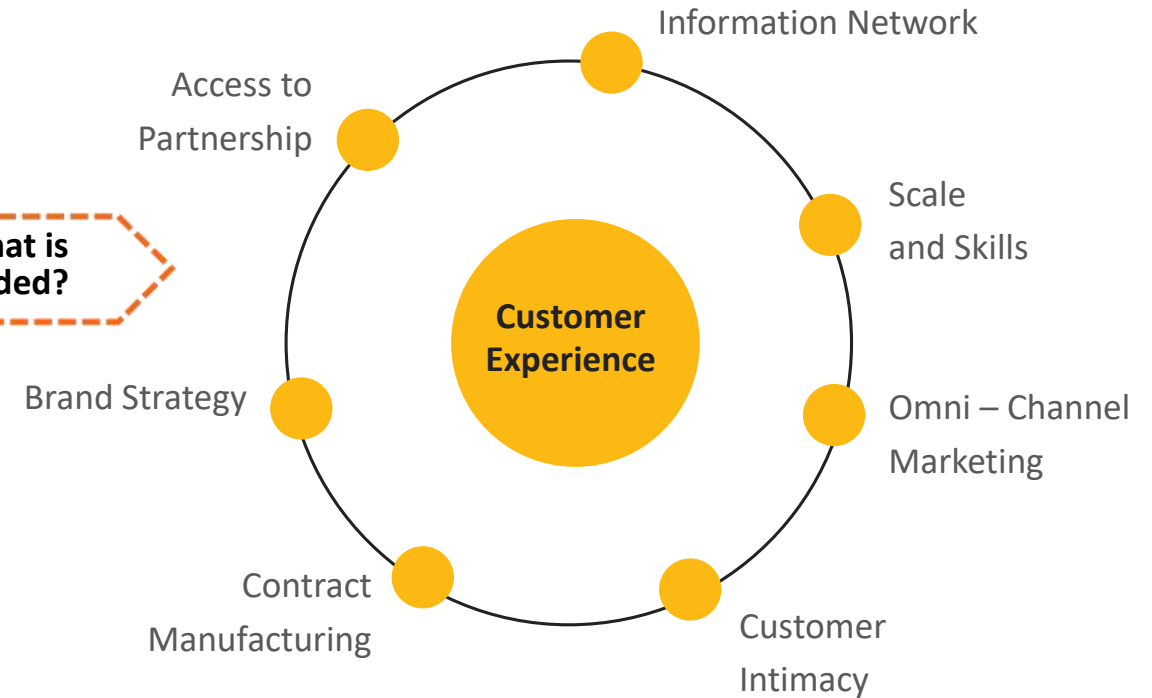 Information Network
Access to
Partnership
Scale
and Skills
is
Customer
Experience
Brand Strategy
Omni – Channel
Marketing
Contract
Manufacturing
Customer
Intimacy